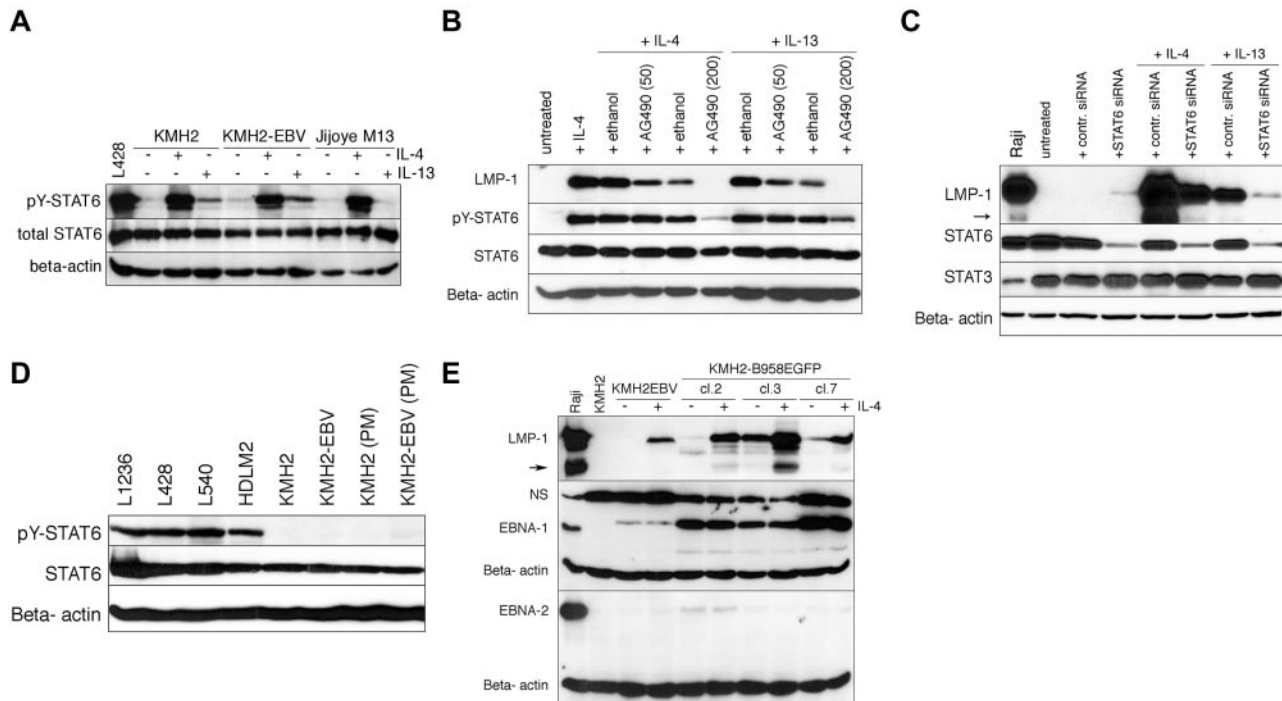 A
KMH2 KMH2-EBV Jijoye M13
L428 - + - - + - - + - IL-4
- - + - - + - - + IL-13
pY-STAT6
total STAT6
beta-actin
B
+ IL-4 + IL-13
untreated + IL-4 + ethanol + AG490 (50) + ethanol + AG490 (200) + ethanol + AG490 (50) + ethanol + AG490 (200)
LMP-1
pY-STAT6
STAT6
Beta- actin
C
+ IL-4 + IL-13
Raji untreated + contr. siRNA +STAT6 siRNA + contr. siRNA +STAT6 siRNA + contr. siRNA +STAT6 siRNA
LMP-1
→
STAT6
STAT3
Beta- actin
D
L1236 L428 L540 HDLM2 KMH2 KMH2-EBV KMH2 (PM) KMH2-EBV (PM)
pY-STAT6
STAT6
Beta- actin
E
KMH2-B958EGFP
Raji KMH2 KMH2EBV cl.2 cl.3 cl.7
- + - + - + - + IL-4
LMP-1
→
NS
EBNA-1
Beta- actin
EBNA-2
Beta- actin